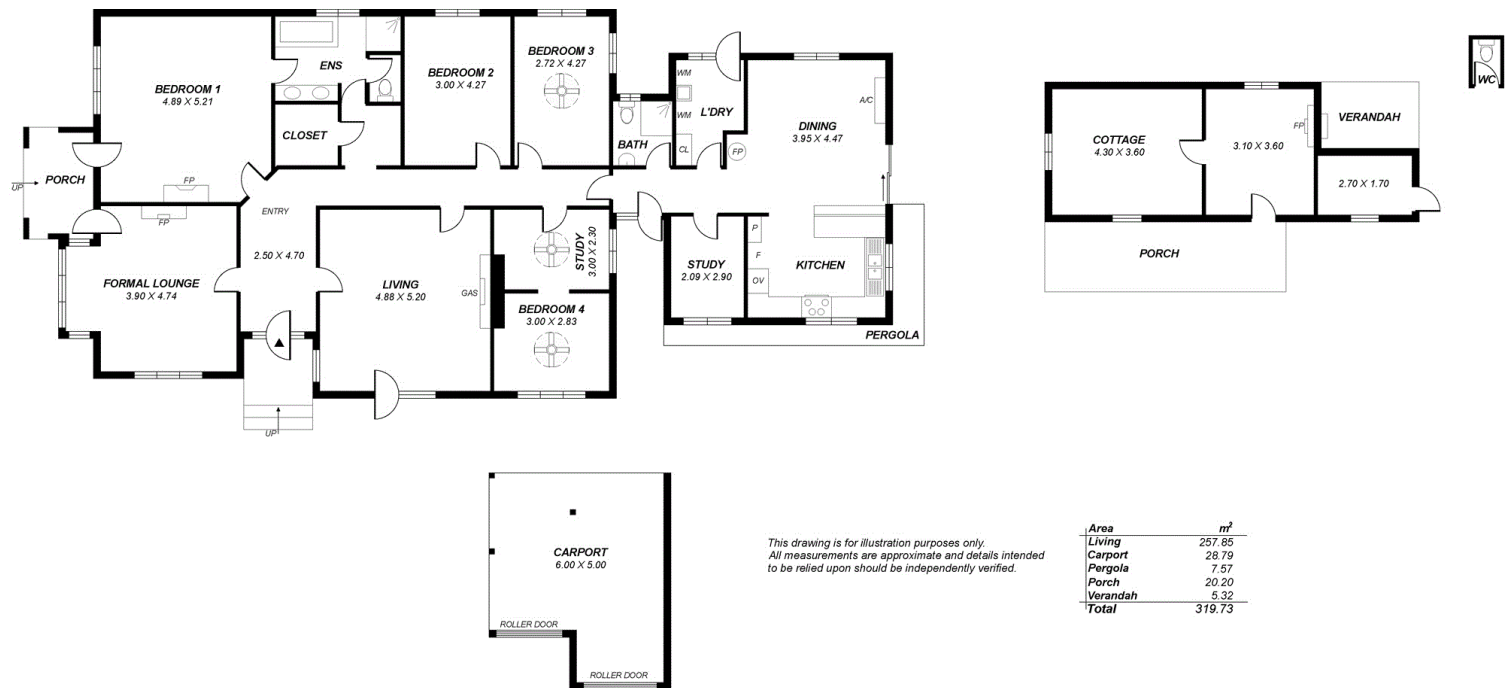 BEDROOM 1
4.89 X 5.21
ENS
BEDROOM 2
3.00 X 4.27
BEDROOM 3
2.72 X 4.27
CLOSET
BATH
WM
WM
L'DRY
CL
FP
DINING
3.95 X 4.47
A/C
UP
PORCH
FP
FP
ENTRY
2.50 X 4.70
FORMAL LOUNGE
3.90 X 4.74
LIVING
4.88 X 5.20
GAS
STUDY
3.00 X 2.30
BEDROOM 4
3.00 X 2.83
STUDY
2.09 X 2.90
P
F
OV
KITCHEN
PERGOLA
UP
COTTAGE
4.30 X 3.60
3.10 X 3.60
FP
VERANDAH
2.70 X 1.70
PORCH
WC
CARPORT
6.00 X 5.00
ROLLER DOOR
ROLLER DOOR
This drawing is for illustration purposes only.
All measurements are approximate and details intended
to be relied upon should be independently verified.
Area m²
Living 257.85
Carport 28.79
Pergola 7.57
Porch 20.20
Verandah 5.32
Total 319.73